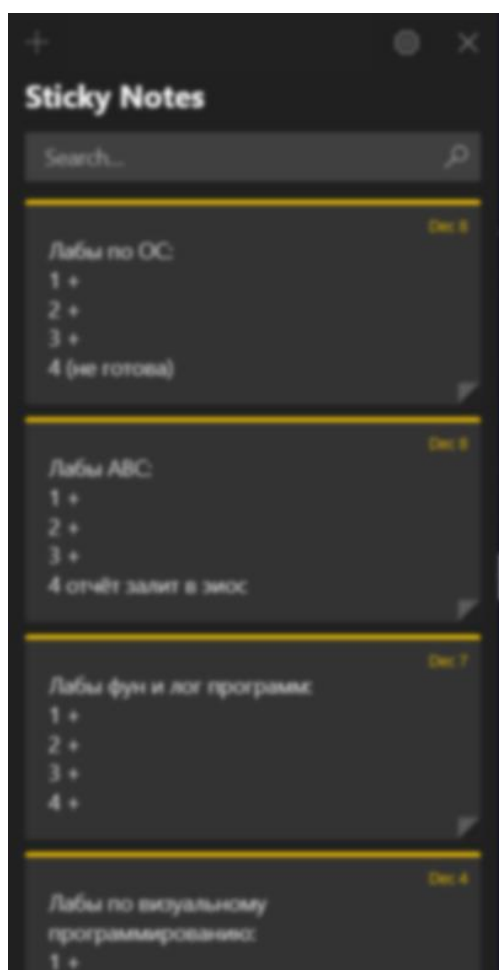 Sticky Notes
Search...
Dec 8
Лабы по ОС:
1 +
2 +
3 +
4 (не готова)
Dec 8
Лабы АВС:
1 +
2 +
3 +
4 отчёт залит в эиос
Dec 7
Лабы фун и лог программ:
1 +
2 +
3 +
4 +
Dec 4
Лабы по визуальному
программированию:
1 +